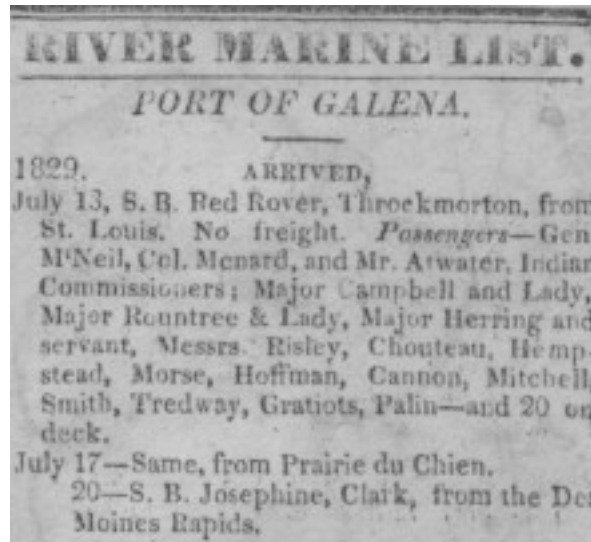 RIVER MARINE LIST.
PORT OF GALENA.
1829. ARRIVED,
July 13, S. B. Red Rover, Throckmorton, from
St. Louis. No freight. Passengers—Gen
M'Neil, Col. Menard, and Mr. Atwater, Indian
Commissioners; Major Campbell and Lady,
Major Rountree & Lady, Major Herring and
servant, Messrs. Risley, Chouteau, Hemp-
stead, Morse, Hoffman, Cannon, Mitchell,
Smith, Tredway, Gratiots, Palin—and 20 on
deck.
July 17—Same, from Prairie du Chien.
20—S. B. Josephine, Clark, from the Des
Moines Rapids.